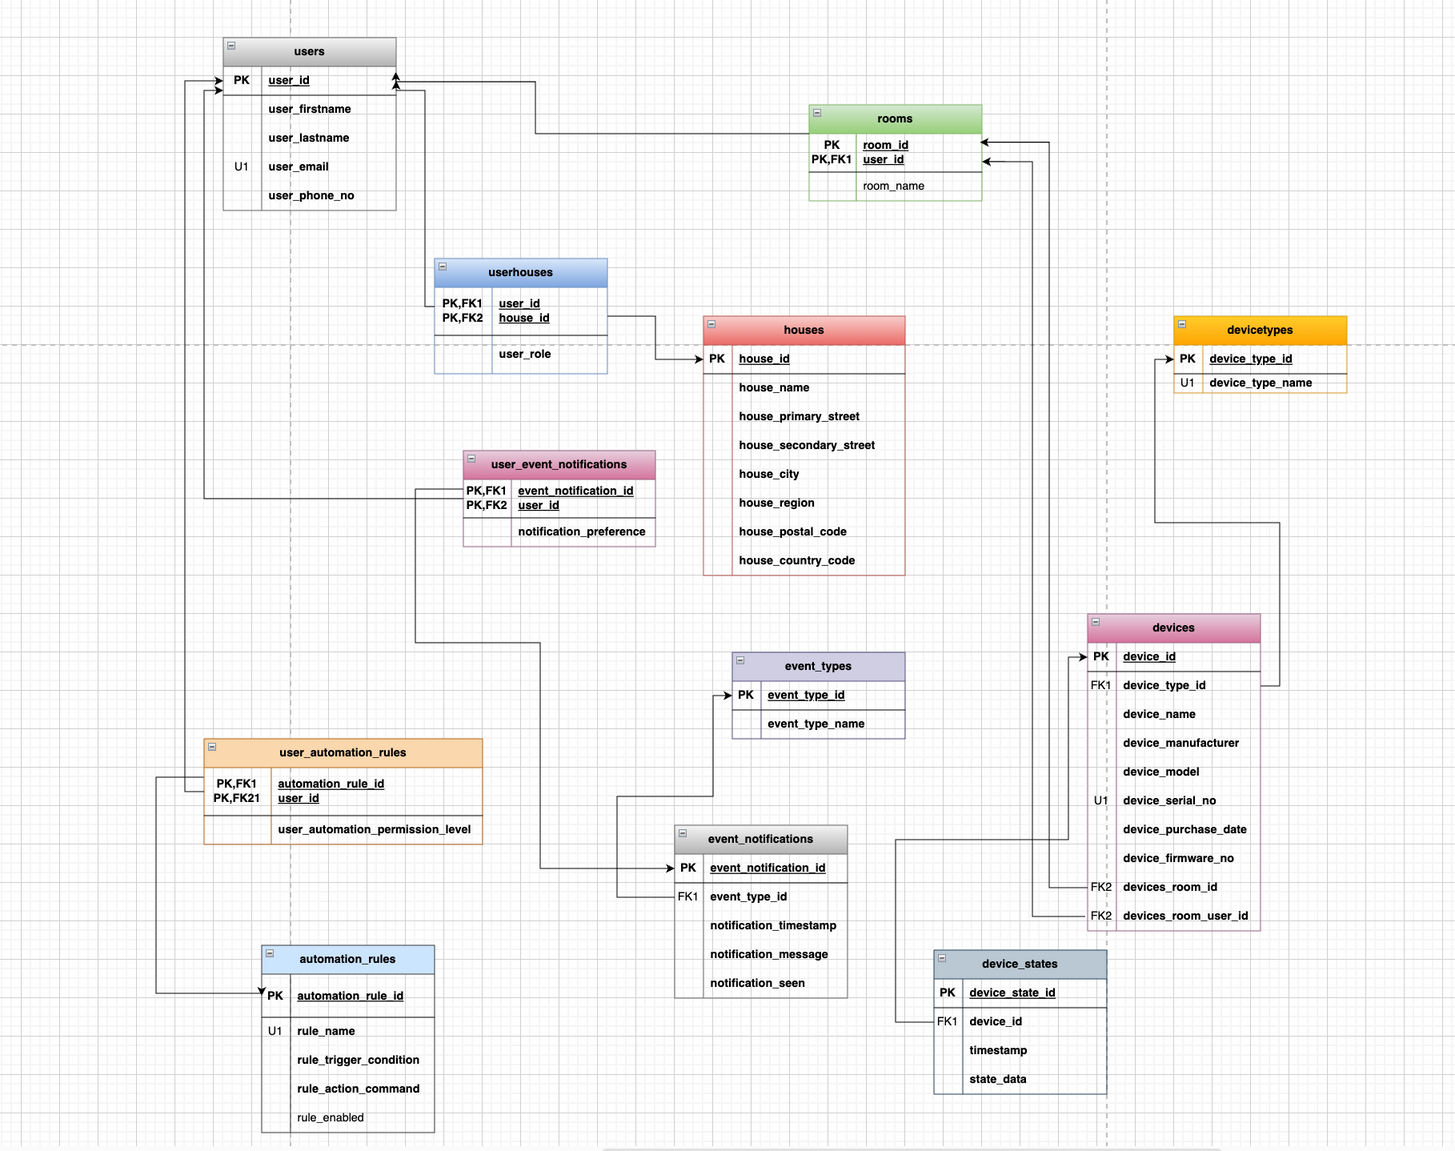 users
PK user_id
user_firstname
user_lastname
U1 user_email
user_phone_no
rooms
PK room_id
PK,FK1 user_id
room_name
userhouses
PK,FK1 user_id
PK,FK2 house_id
user_role
houses
PK house_id
house_name
house_primary_street
house_secondary_street
house_city
house_region
house_postal_code
house_country_code
devicetypes
PK device_type_id
U1 device_type_name
user_event_notifications
PK,FK1 event_notification_id
PK,FK2 user_id
notification_preference
devices
PK device_id
FK1 device_type_id
device_name
device_manufacturer
device_model
U1 device_serial_no
device_purchase_date
device_firmware_no
FK2 devices_room_id
FK2 devices_room_user_id
event_types
PK event_type_id
event_type_name
user_automation_rules
PK,FK1 automation_rule_id
PK,FK21 user_id
user_automation_permission_level
event_notifications
PK event_notification_id
FK1 event_type_id
notification_timestamp
notification_message
notification_seen
automation_rules
PK automation_rule_id
U1 rule_name
rule_trigger_condition
rule_action_command
rule_enabled
device_states
PK device_state_id
FK1 device_id
timestamp
state_data